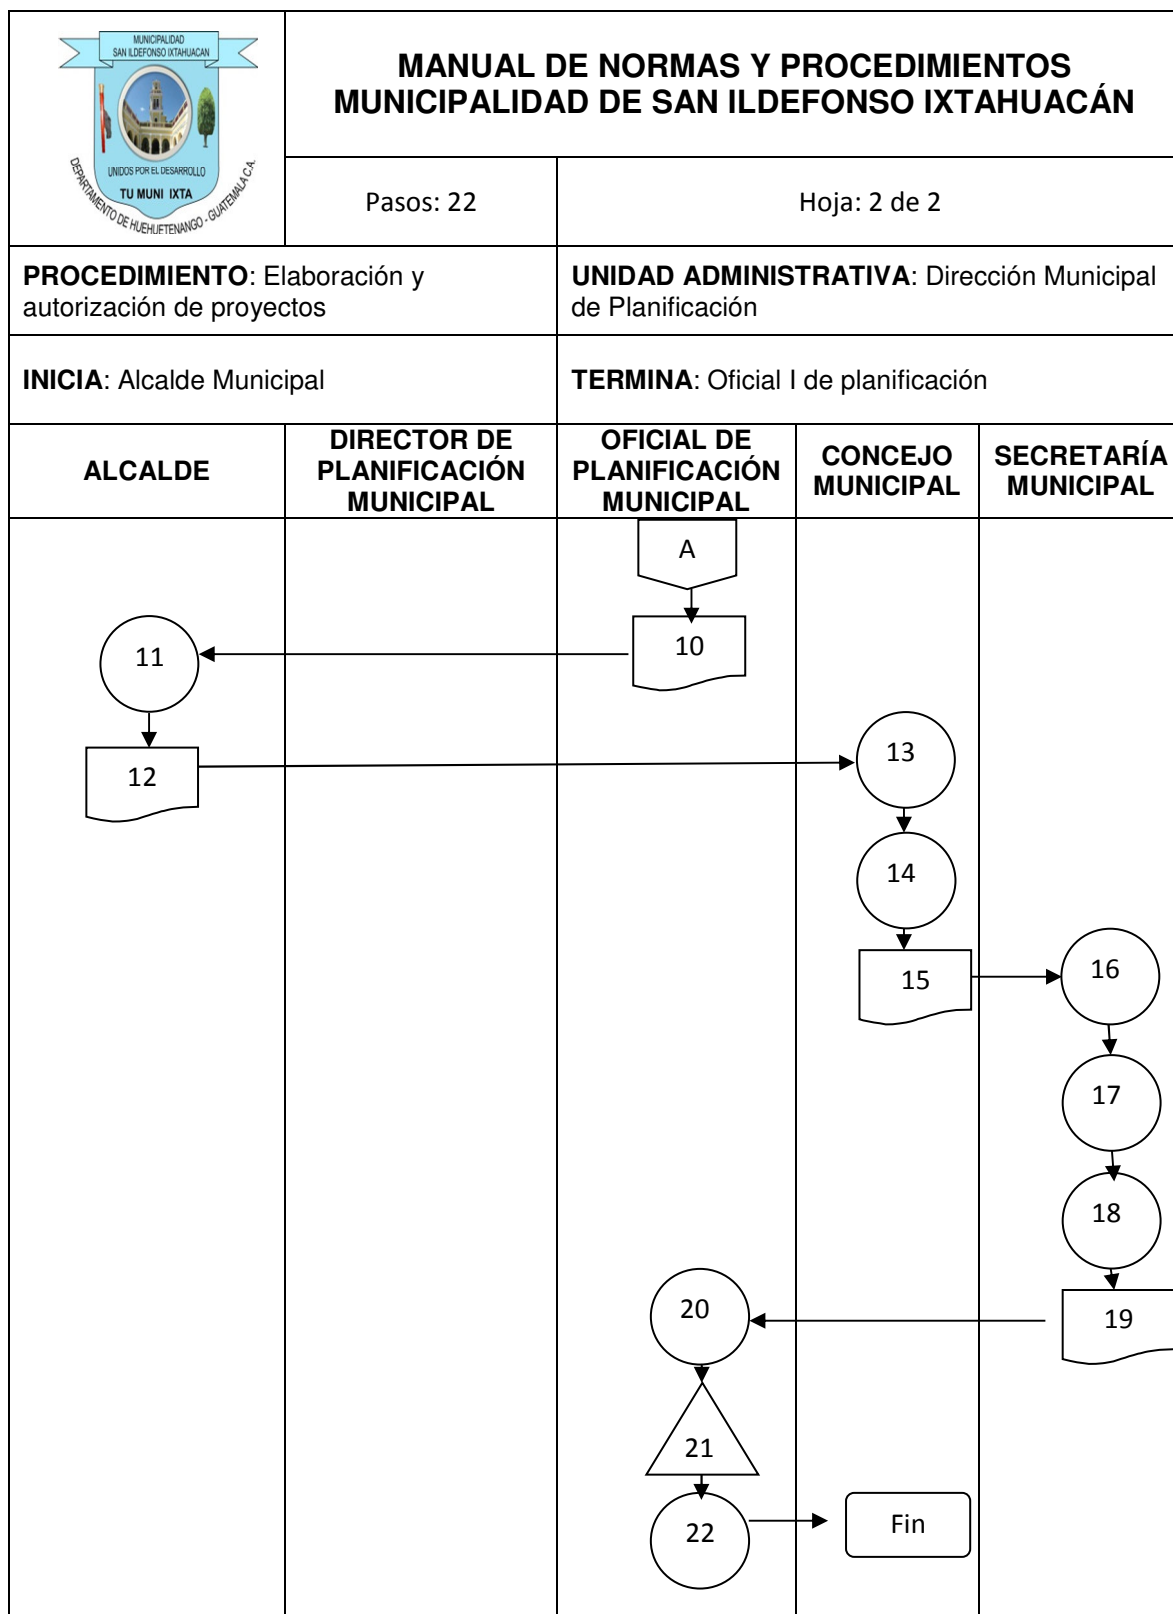 MUNICIPALIDAD
SAN ILDEFONSO IXTAHUACAN
UNIDOS POR EL DESARROLLO
TU MUNI IXTA
DEPARTAMENTO DE HUEHUETENANGO - GUATEMALA C.A.
MANUAL DE NORMAS Y PROCEDIMIENTOS
MUNICIPALIDAD DE SAN ILDEFONSO IXTAHUACÁN
Pasos: 22
Hoja: 2 de 2
PROCEDIMIENTO: Elaboración y
autorización de proyectos
UNIDAD ADMINISTRATIVA: Dirección Municipal
de Planificación
INICIA: Alcalde Municipal
TERMINA: Oficial I de planificación
ALCALDE
DIRECTOR DE
PLANIFICACIÓN
MUNICIPAL
OFICIAL DE
PLANIFICACIÓN
MUNICIPAL
CONCEJO
MUNICIPAL
SECRETARÍA
MUNICIPAL
A
10
11
12
13
14
15
16
17
18
19
20
21
22
Fin